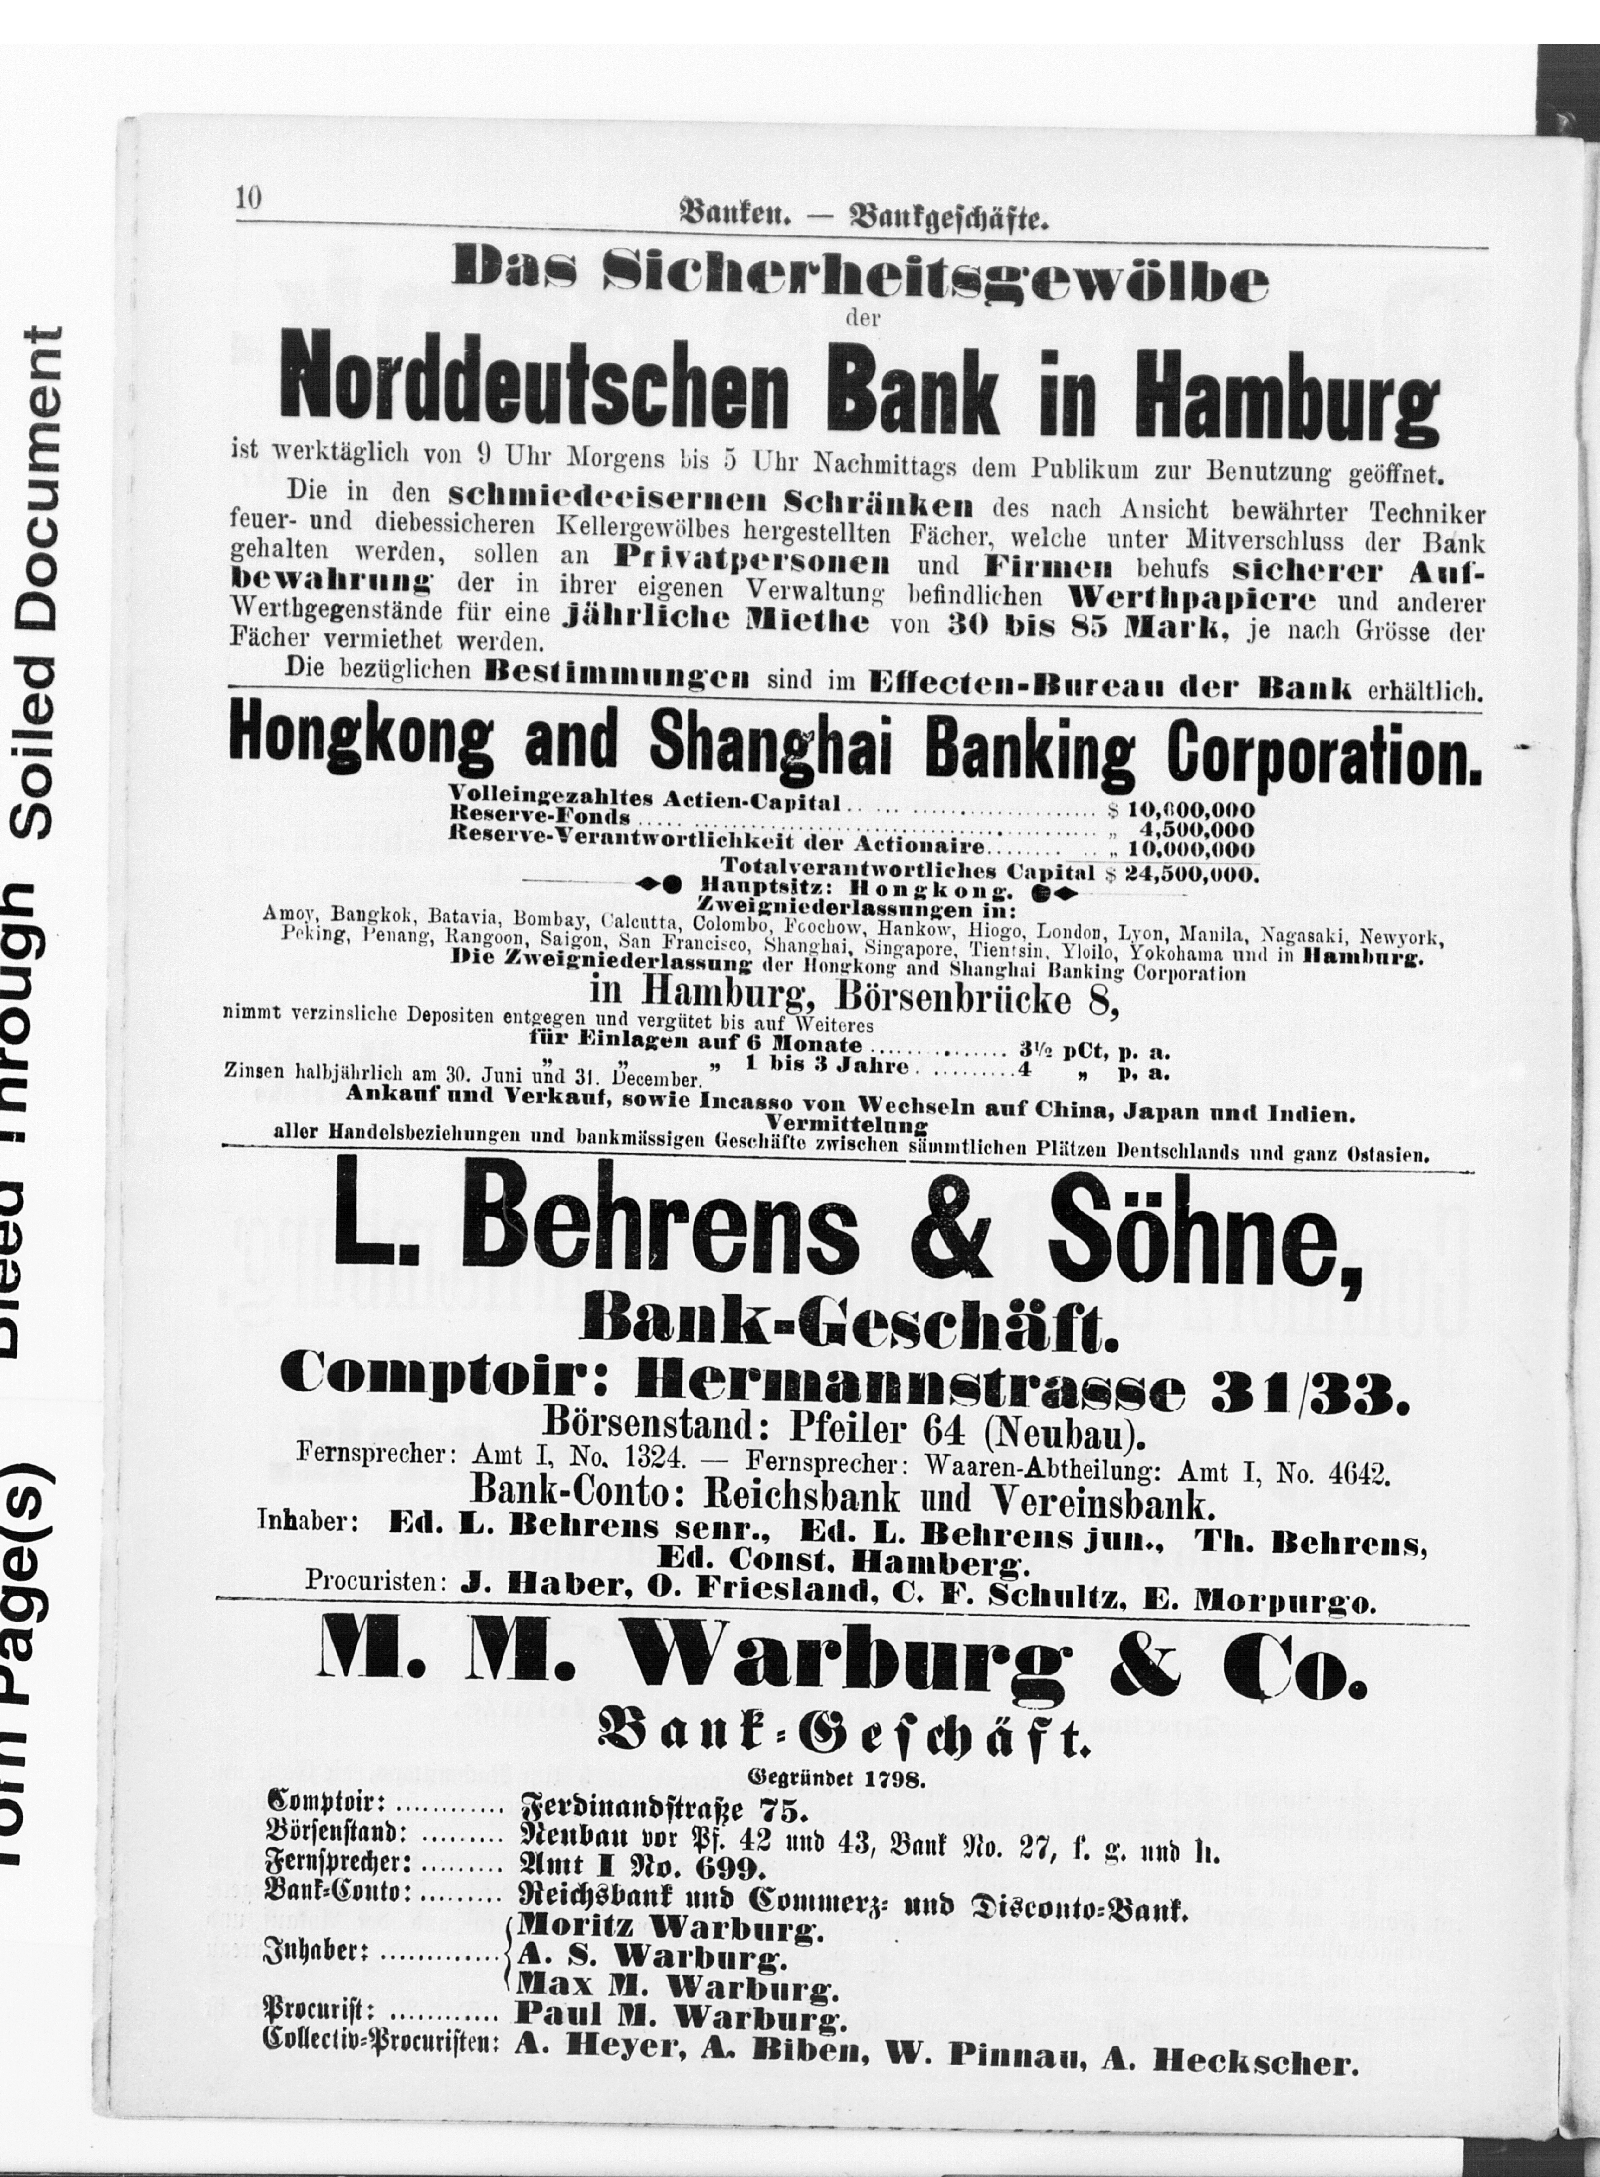 10
Banken. — Bankgeschäfte.
Das Sicherheitsgewölbe
der
Norddeutschen Bank in Hamburg
ist werktäglich von 9 Uhr Morgens bis 5 Uhr Nachmittags dem Publikum zur Benutzung geöffnet.
Die in den schmiedeeisernen Schränken des nach Ansicht bewährter Techniker
feuer- und diebessicheren Kellergewölbes hergestellten Fächer, welche unter Mitverschluss der Bank
gehalten werden, sollen an Privatpersonen und Firmen behufs sicherer Auf-
bewahrung der in ihrer eigenen Verwaltung befindlichen Werthpapiere und anderer
Werthgegenstände für eine jährliche Miethe von 30 bis 85 Mark, je nach Grösse der
Fächer vermiethet werden.
Die bezüglichen Bestimmungen sind im Effecten-Bureau der Bank erhältlich.
Hongkong and Shanghai Banking Corporation.
Volleingezahltes Actien-Capital .................... $ 10,000,000
Reserve-Fonds .................... „ 4,500,000
Reserve-Verantwortlichkeit der Actionaire.......... „ 10,000,000
Totalverantwortliches Capital $ 24,500,000.
Hauptsitz: Hongkong.
Zweigniederlassungen in:
Amoy, Bangkok, Batavia, Bombay, Calcutta, Colombo, Foochow, Hankow, Hiogo, London, Lyon, Manila, Nagasaki, Newyork,
Peking, Penang, Rangoon, Saigon, San Francisco, Shanghai, Singapore, Tientsin, Yloilo, Yokohama und in Hamburg.
Die Zweigniederlassung der Hongkong and Shanghai Banking Corporation
in Hamburg, Börsenbrücke 8,
nimmt verzinsliche Depositen entgegen und vergütet bis auf Weiteres
für Einlagen auf 6 Monate .............. 3½ pCt, p. a.
„ „ „ 1 bis 3 Jahre ........... 4 „ p, a.
Zinsen halbjährlich am 30. Juni und 31. December.
Ankauf und Verkauf, sowie Incasso von Wechseln auf China, Japan und Indien.
Vermittelung
aller Handelsbeziehungen und bankmässigen Geschäfte zwischen sämmtlichen Plätzen Deutschlands und ganz Ostasien.
L. Behrens & Söhne,
Bank-Geschäft.
Comptoir: Hermannstrasse 31/33.
Börsenstand: Pfeiler 64 (Neubau).
Fernsprecher: Amt I, No. 1324. — Fernsprecher: Waaren-Abtheilung: Amt I, No. 4642.
Bank-Conto: Reichsbank und Vereinsbank.
Inhaber: Ed. L. Behrens senr., Ed. L. Behrens jun., Th. Behrens,
Ed. Const. Hamberg.
Procuristen: J. Haber, O. Friesland, C. F. Schultz, E. Morpurgo.
M. M. Warburg & Co.
Bank-Geschäft.
Gegründet 1798.
Comptoir: ............ Ferdinandstraße 75.
Börsenstand: ......... Neubau vor Pf. 42 und 43, Bank No. 27, f. g. und h.
Fernsprecher: ......... Amt I No. 699.
Bank-Conto: ......... Reichsbank und Commerz- und Disconto-Bank.
Moritz Warburg.
Inhaber: ............. A. S. Warburg.
Max M. Warburg.
Procurist: ............ Paul M. Warburg.
Collectiv-Procuristen: A. Heyer, A. Biben, W. Pinnau, A. Heckscher.
Soiled Document
Through
Page(s)